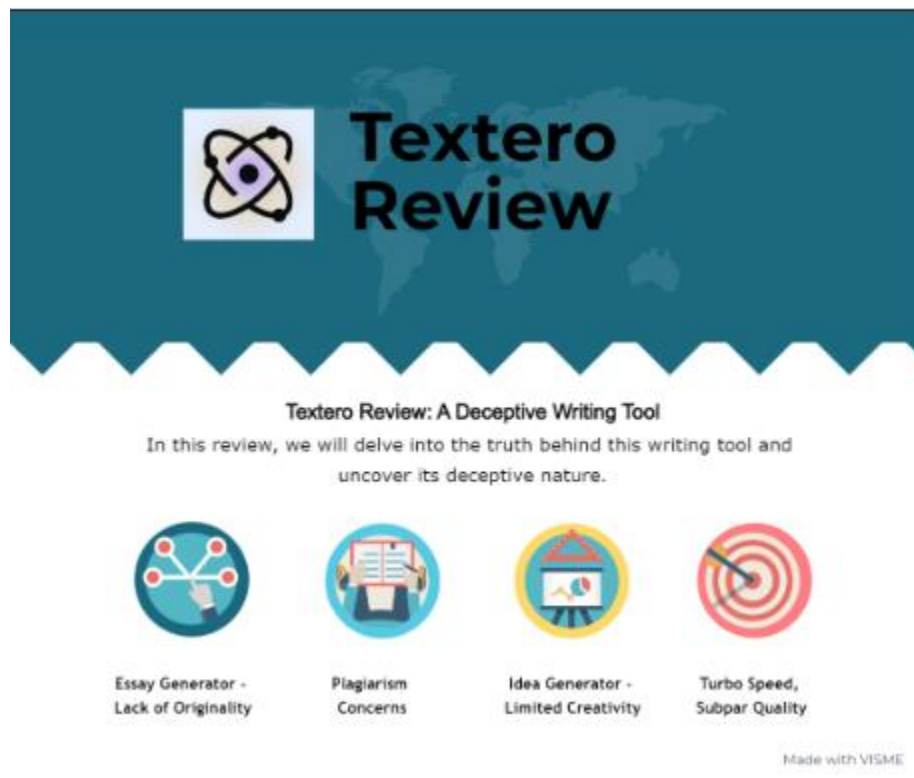 Textero
Review
Textero Review: A Deceptive Writing Tool
In this review, we will delve into the truth behind this writing tool and
uncover its deceptive nature.
Essay Generator -
Lack of Originality
Plagiarism
Concerns
Idea Generator -
Limited Creativity
Turbo Speed,
Subpar Quality
Made with VISME